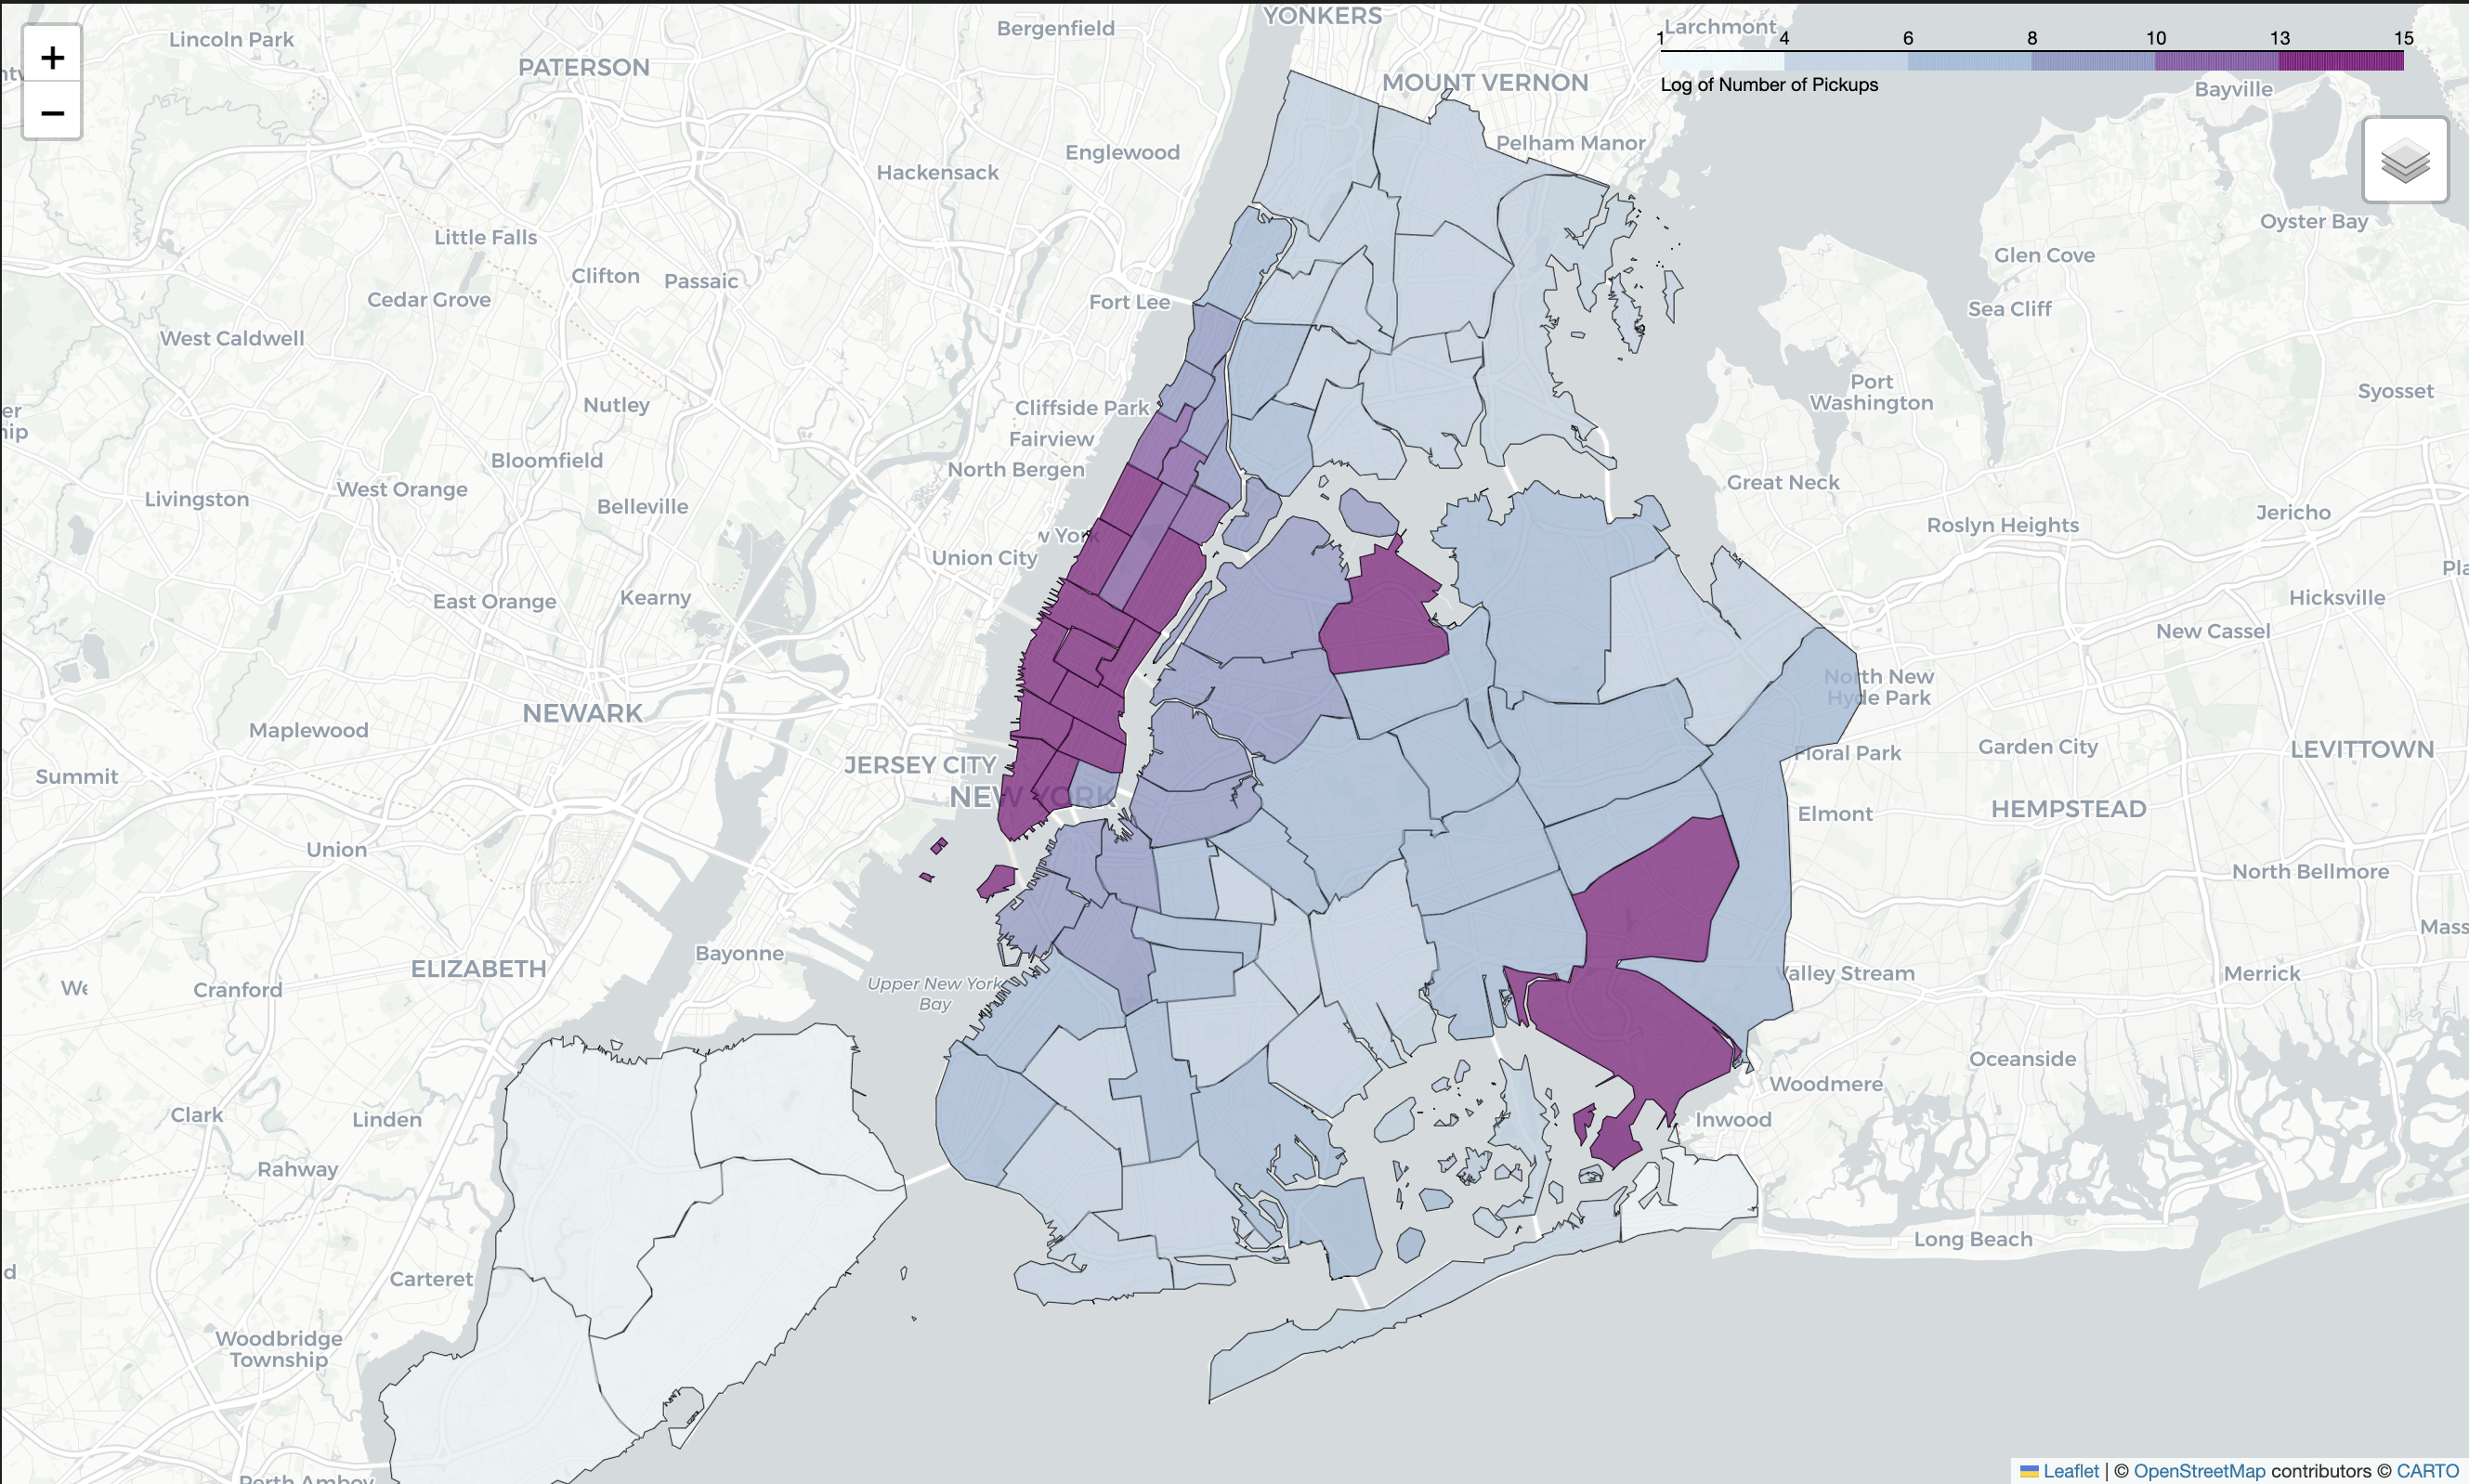 +
−
1 4 6 8 10 13 15
Log of Number of Pickups
YONKERS
Larchmont
Bergenfield
Lincoln Park
PATERSON
MOUNT VERNON
Bayville
Pelham Manor
Englewood
Hackensack
Oyster Bay
Little Falls
Glen Cove
Clifton
Passaic
Cedar Grove
Fort Lee
Sea Cliff
West Caldwell
Port
Washington
Syosset
Nutley
Cliffside Park
Fairview
Bloomfield
North Bergen
Great Neck
West Orange
Livingston
Belleville
Jericho
Roslyn Heights
Union City
East Orange
Kearny
Hicksville
New Cassel
North New
Hyde Park
NEWARK
Maplewood
Floral Park
Garden City
LEVITTOWN
JERSEY CITY
Summit
NEW YORK
HEMPSTEAD
Elmont
Union
North Bellmore
Bayonne
ELIZABETH
Valley Stream
Merrick
Upper New York
Bay
Cranford
Oceanside
Woodmere
Clark
Linden
Inwood
Rahway
Long Beach
Carteret
Woodbridge
Township
Perth Amboy
Leaflet | © OpenStreetMap contributors © CARTO